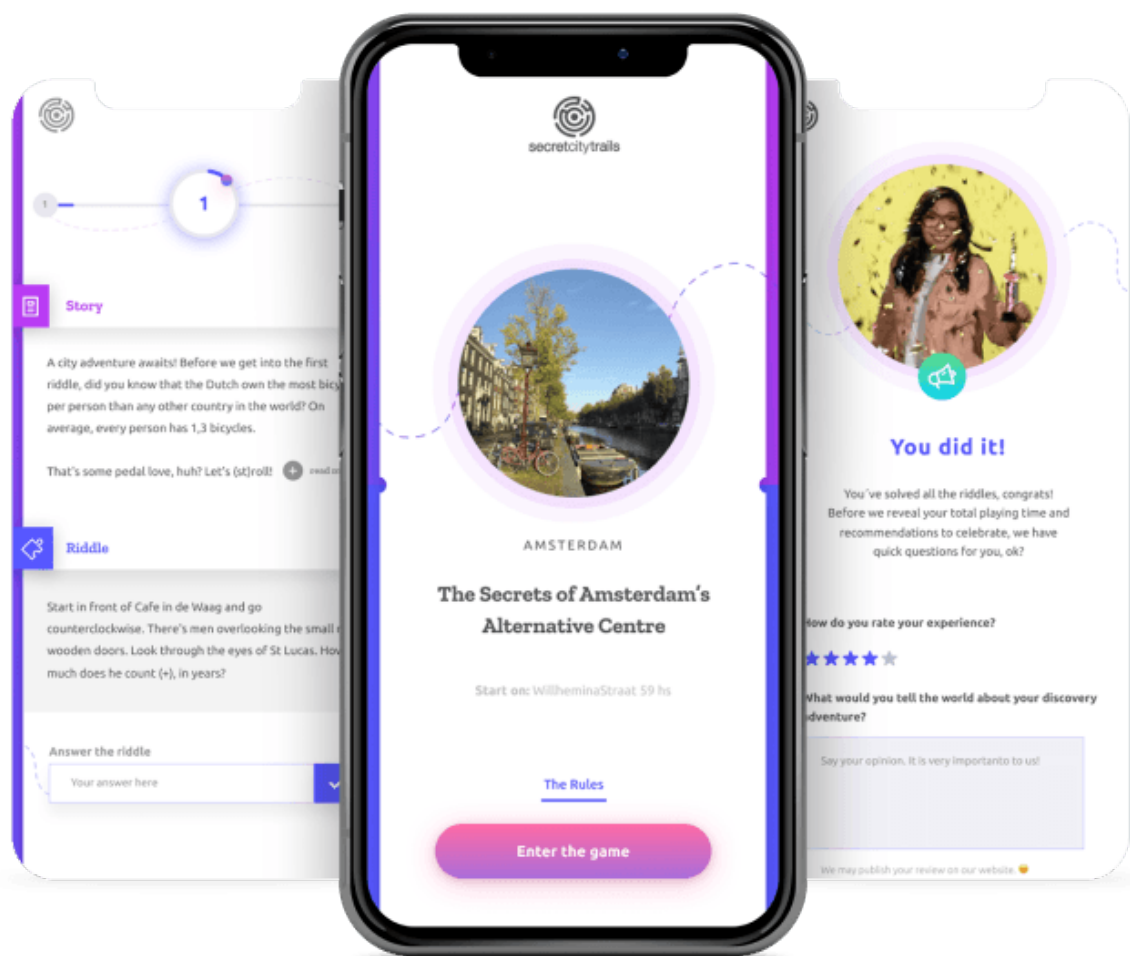 1
1
Story
A city adventure awaits! Before we get into the first
riddle, did you know that the Dutch own the most
per person than any other country in the world? On
average, every person has 1,3 bicycles.
That's some pedal love, huh? Let's (st)roll!
read
Riddle
Start in front of Cafe in de Waag and go
counterclockwise. There's men overlooking the small
wooden doors. Look through the eyes of St Lucas.
much does he count (+), in years?
Answer the riddle
Your answer here
secretcitytrails
AMSTERDAM
The Secrets of Amsterdam's
Alternative Centre
Start on: WillheminaStraat 59 hs
The Rules
Enter the game
You did it!
You´ve solved all the riddles, congrats!
Before we reveal your total playing time and
recommendations to celebrate, we have
quick questions for you, ok?
How do you rate your experience?
What would you tell the world about your discovery
adventure?
Say your opinion. It is very importanto to us!
We may publish your review on our website.